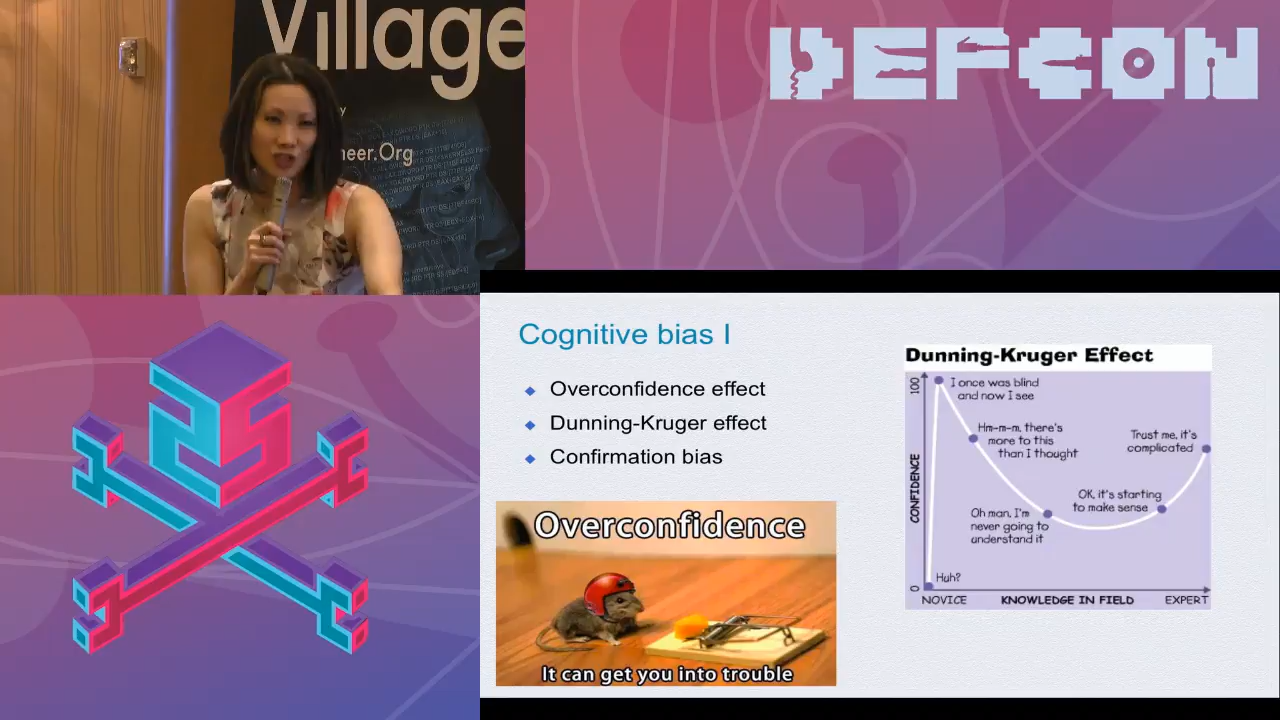 Village
DEFCON
y
neer.Org
Cognitive bias I
Overconfidence effect
Dunning-Kruger effect
Confirmation bias
Overconfidence
It can get you into trouble
Dunning-Kruger Effect
100
I once was blind
and now I see
Hm-m-m, there's
more to this
than I thought
Trust me, it's
complicated
CONFIDENCE
OK, it's starting
to make sense
Oh man, I'm
never going to
understand it
Huh?
0
NOVICE
KNOWLEDGE IN FIELD
EXPERT